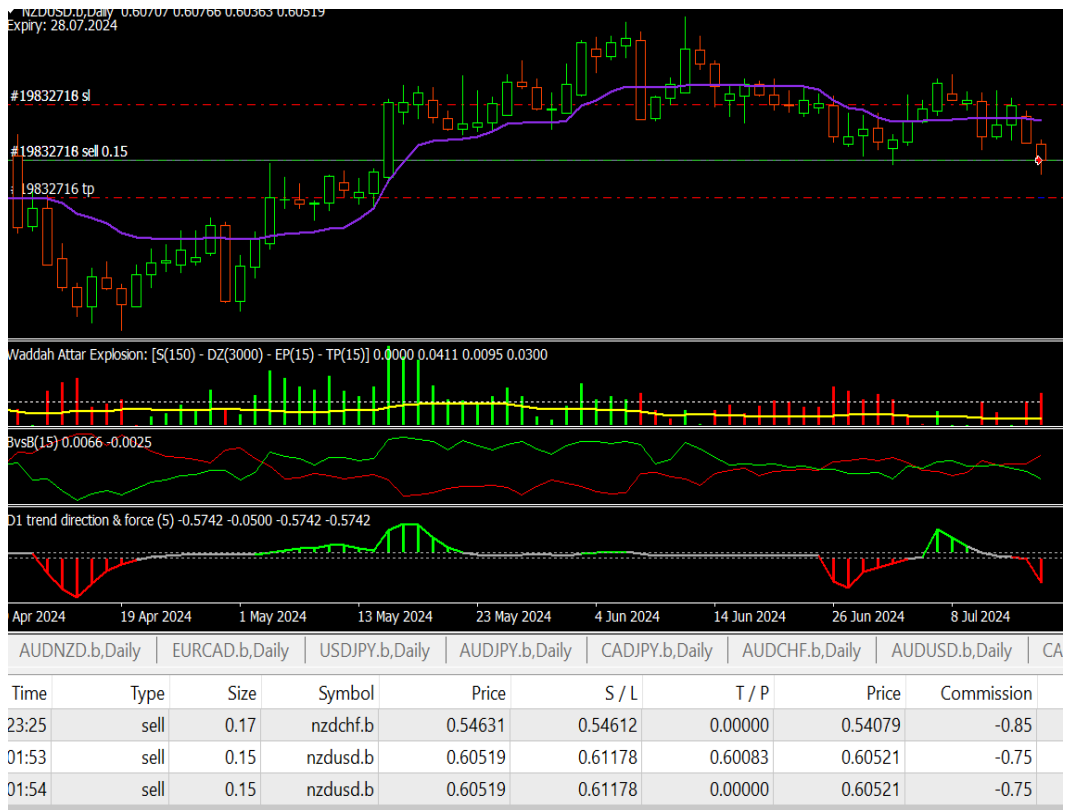 NZDUSD.b,Daily 0.60707 0.60766 0.60363 0.60519
Expiry: 28.07.2024
#19832718 sl
#19832718 sell 0.15
19832716 tp
Waddah Attar Explosion: [S(150) - DZ(3000) - EP(15) - TP(15)] 0.0000 0.0411 0.0095 0.0300
BvsB(15) 0.0066 -0.0025
D1 trend direction & force (5) -0.5742 -0.0500 -0.5742 -0.5742
Apr 2024 19 Apr 2024 1 May 2024 13 May 2024 23 May 2024 4 Jun 2024 14 Jun 2024 26 Jun 2024 8 Jul 2024
AUDNZD.b,Daily EURCAD.b,Daily USDJPY.b,Daily AUDJPY.b,Daily CADJPY.b,Daily AUDCHF.b,Daily AUDUSD.b,Daily CA
Time Type Size Symbol Price S / L T / P Price Commission
23:25 sell 0.17 nzdchf.b 0.54631 0.54612 0.00000 0.54079 -0.85
01:53 sell 0.15 nzdusd.b 0.60519 0.61178 0.60083 0.60521 -0.75
01:54 sell 0.15 nzdusd.b 0.60519 0.61178 0.00000 0.60521 -0.75